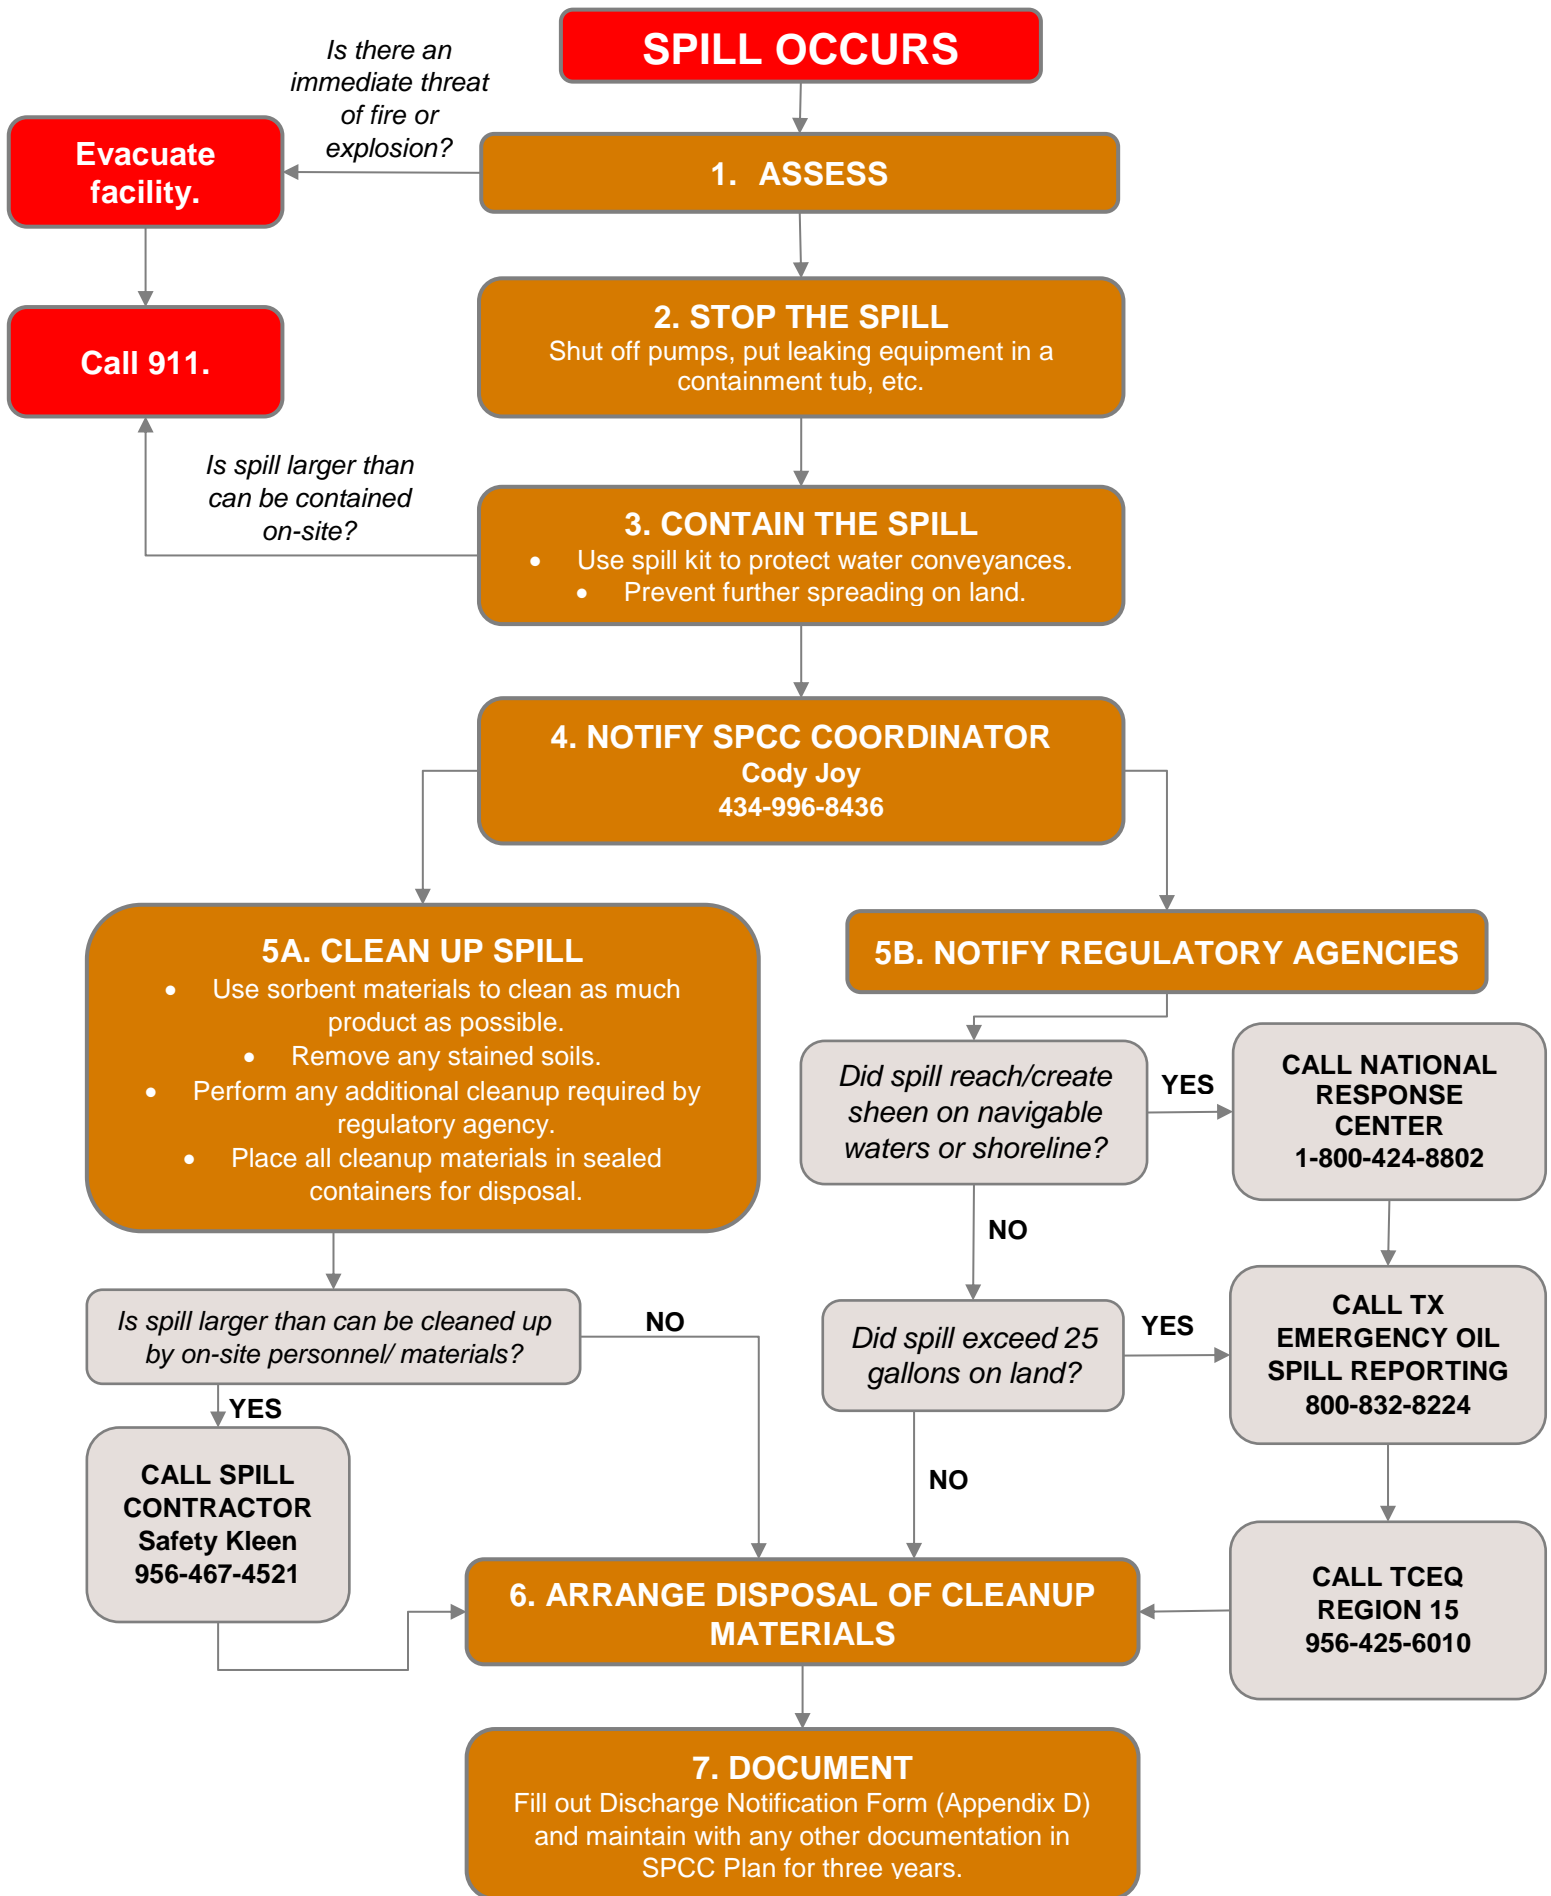 SPILL OCCURS
Is there an
immediate threat
of fire or
explosion?
Evacuate
facility.
1. ASSESS
2. STOP THE SPILL
Shut off pumps, put leaking equipment in a
containment tub, etc.
Call 911.
Is spill larger than
can be contained
on-site?
3. CONTAIN THE SPILL
• Use spill kit to protect water conveyances.
• Prevent further spreading on land.
4. NOTIFY SPCC COORDINATOR
Cody Joy
434-996-8436
5A. CLEAN UP SPILL
• Use sorbent materials to clean as much
product as possible.
• Remove any stained soils.
• Perform any additional cleanup required by
regulatory agency.
• Place all cleanup materials in sealed
containers for disposal.
5B. NOTIFY REGULATORY AGENCIES
Did spill reach/create
sheen on navigable
waters or shoreline?
YES
CALL NATIONAL
RESPONSE
CENTER
1-800-424-8802
NO
Is spill larger than can be cleaned up
by on-site personnel/ materials?
NO
YES
Did spill exceed 25
gallons on land?
YES
CALL TX
EMERGENCY OIL
SPILL REPORTING
800-832-8224
NO
CALL SPILL
CONTRACTOR
Safety Kleen
956-467-4521
CALL TCEQ
REGION 15
956-425-6010
6. ARRANGE DISPOSAL OF CLEANUP
MATERIALS
7. DOCUMENT
Fill out Discharge Notification Form (Appendix D)
and maintain with any other documentation in
SPCC Plan for three years.